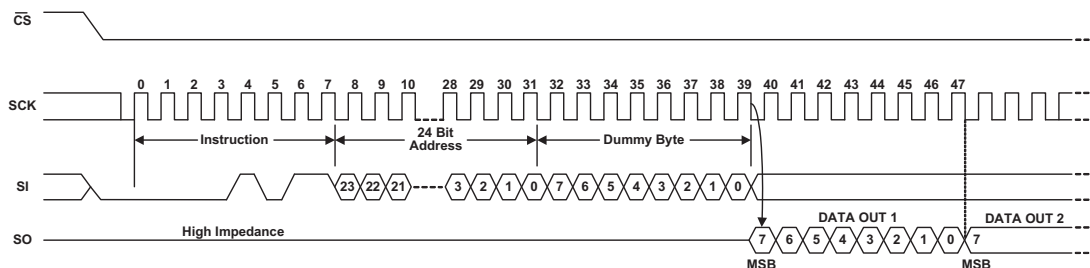 CS
0 1 2 3 4 5 6 7 8 9 10 28 29 30 31 32 33 34 35 36 37 38 39 40 41 42 43 44 45 46 47
SCK
Instruction
24 Bit
Address
Dummy Byte
SI
23 22 21 3 2 1 0 7 6 5 4 3 2 1 0
DATA OUT 1
DATA OUT 2
SO
High Impedance
7 6 5 4 3 2 1 0 7
MSB
MSB